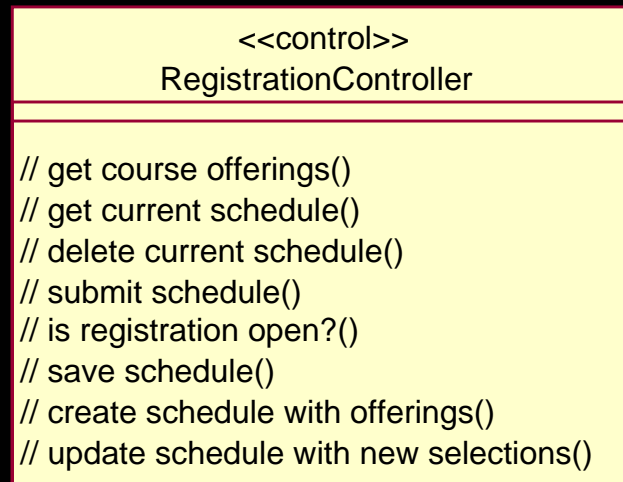 <<control>>
RegistrationController
// get course offerings()
// get current schedule()
// delete current schedule()
// submit schedule()
// is registration open?()
// save schedule()
// create schedule with offerings()
// update schedule with new selections()